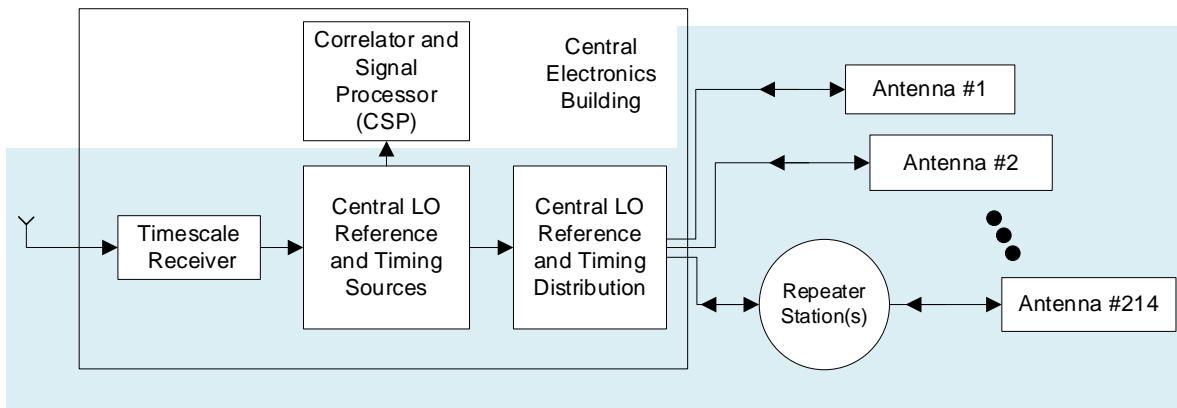 Correlator and
Signal
Processor
(CSP)
Central
Electronics
Building
Antenna #1
Antenna #2
Timescale
Receiver
Central LO
Reference
and Timing
Sources
Central LO
Reference
and Timing
Distribution
Repeater
Station(s)
Antenna #214